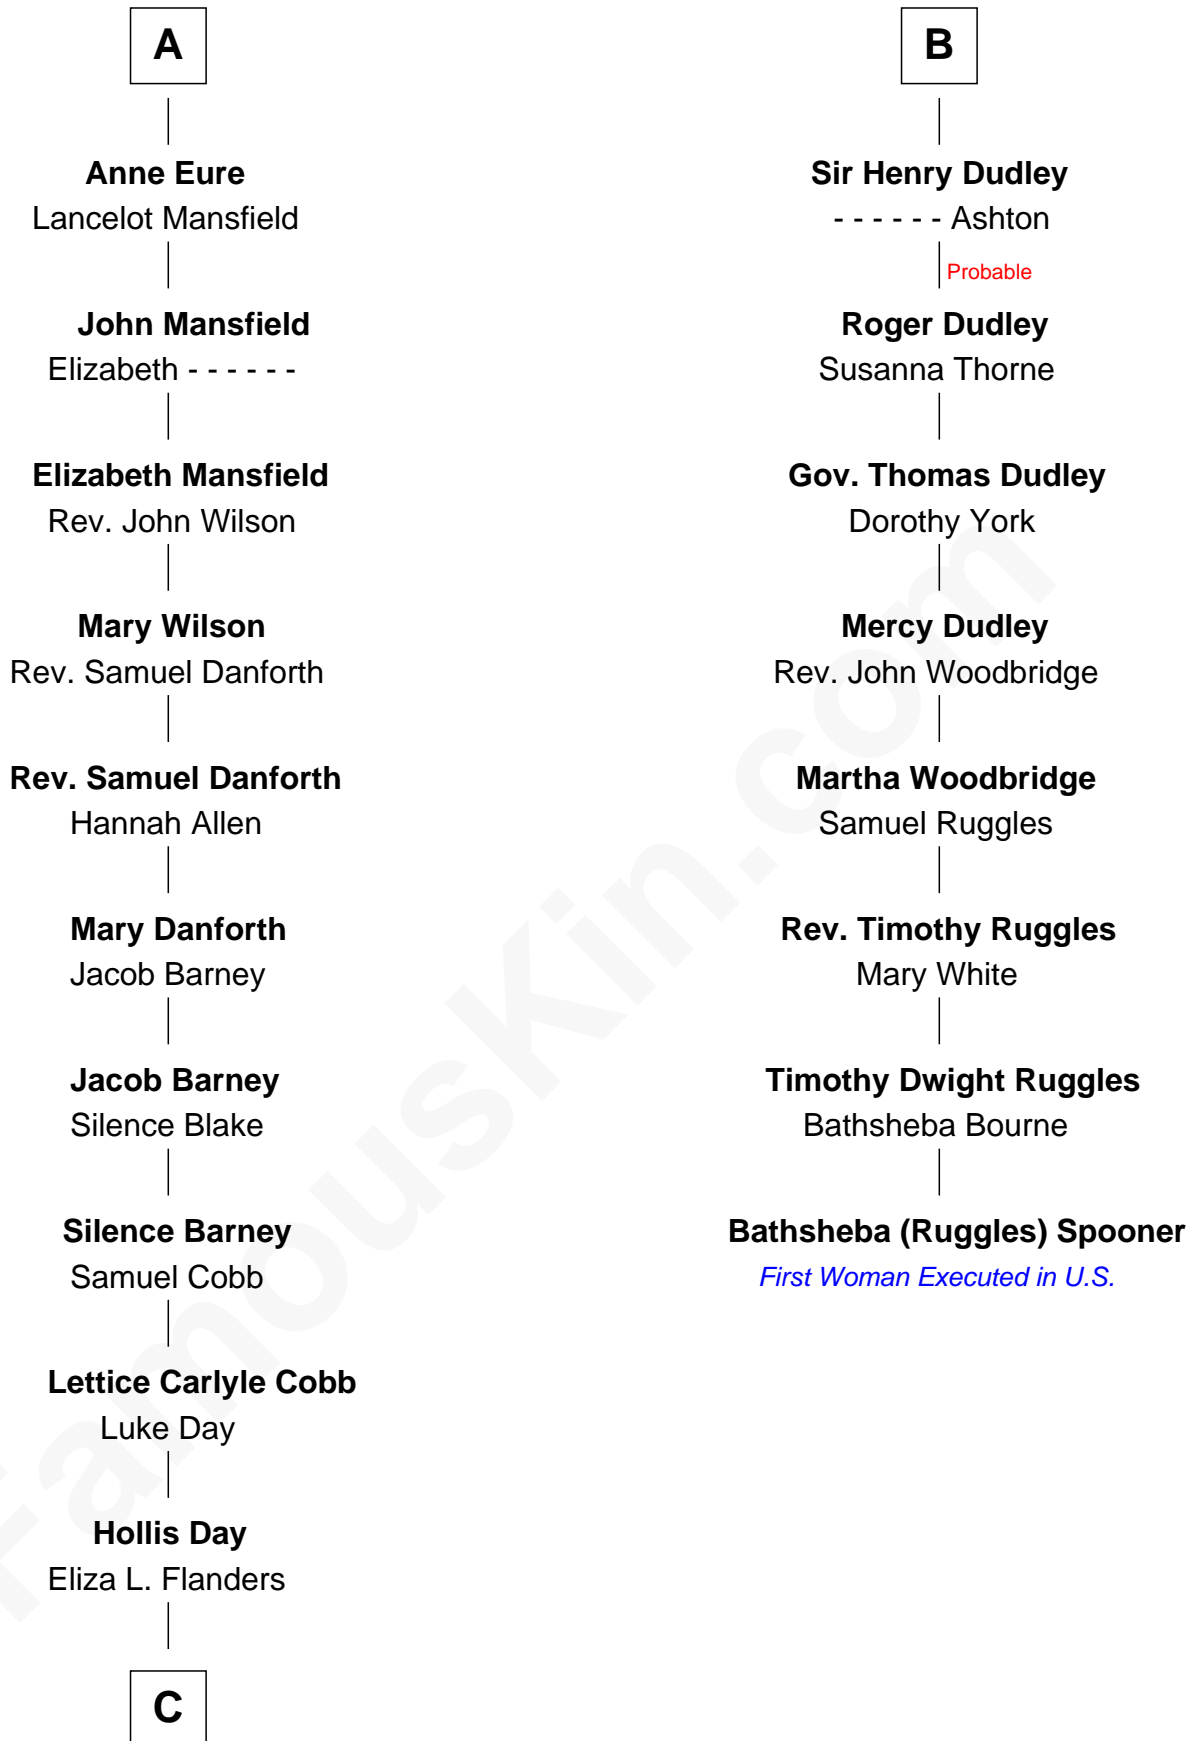 A
Anne Eure
Lancelot Mansfield
John Mansfield
Elizabeth - - - - - -
Elizabeth Mansfield
Rev. John Wilson
Mary Wilson
Rev. Samuel Danforth
Rev. Samuel Danforth
Hannah Allen
Mary Danforth
Jacob Barney
Jacob Barney
Silence Blake
Silence Barney
Samuel Cobb
Lettice Carlyle Cobb
Luke Day
Hollis Day
Eliza L. Flanders
C
B
Sir Henry Dudley
- - - - - - Ashton
Probable
Roger Dudley
Susanna Thorne
Gov. Thomas Dudley
Dorothy York
Mercy Dudley
Rev. John Woodbridge
Martha Woodbridge
Samuel Ruggles
Rev. Timothy Ruggles
Mary White
Timothy Dwight Ruggles
Bathsheba Bourne
Bathsheba (Ruggles) Spooner
First Woman Executed in U.S.
FamousKin.com